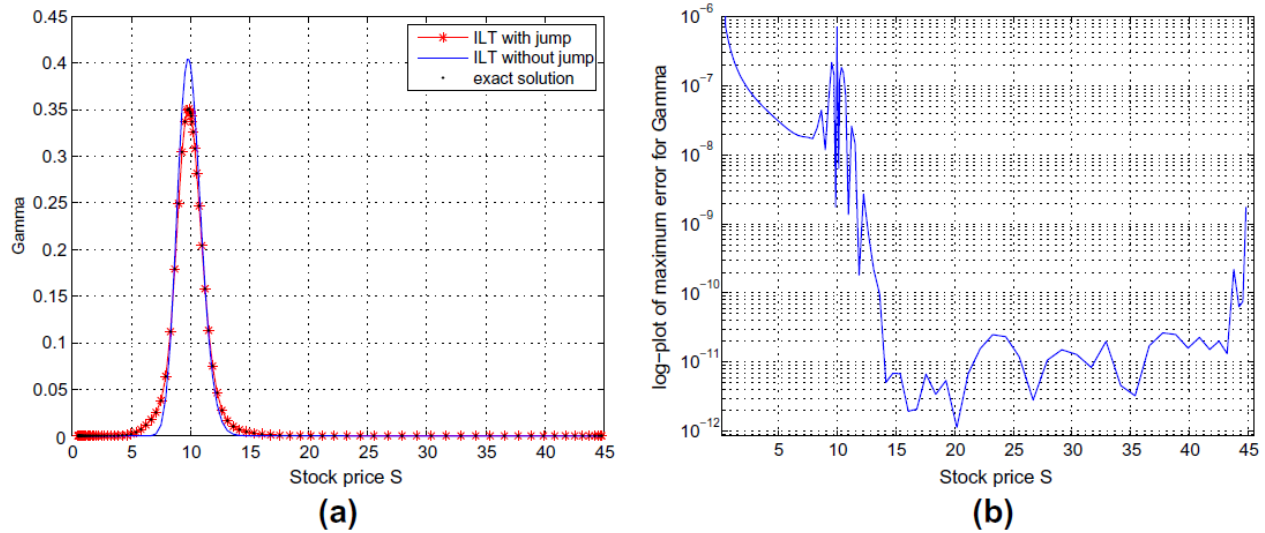 0.45
0.4
0.35
0.3
0.25
0.2
0.15
0.1
0.05
0
Gamma
ILT with jump
ILT without jump
exact solution
0 5 10 15 20 25 30 35 40 45
Stock price S
(a)
10−6
10−7
10−8
10−9
10−10
10−11
10−12
log−plot of maximum error for Gamma
5 10 15 20 25 30 35 40 45
Stock price S
(b)